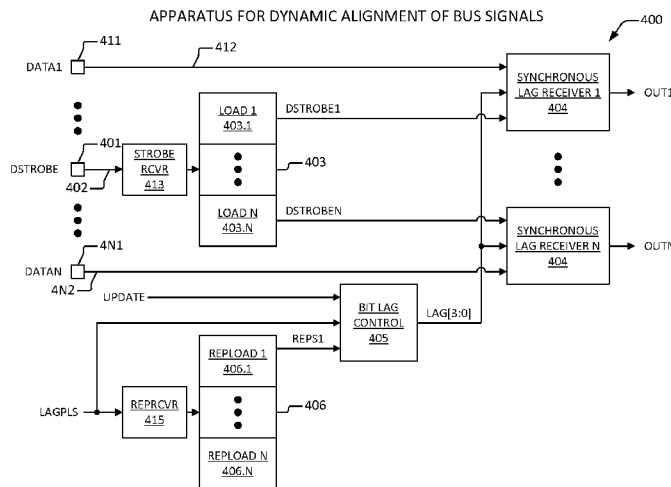 APPARATUS FOR DYNAMIC ALIGNMENT OF BUS SIGNALS
400
411
412
DATA1
SYNCHRONOUS
LAG RECEIVER 1
404
OUT1
LOAD 1
403.1
DSTROBE1
401
DSTROBE
402
STROBE
RCVR
413
403
LOAD N
403.N
DSTROBEN
SYNCHRONOUS
LAG RECEIVER N
404
OUTN
4N1
DATAN
4N2
UPDATE
BIT LAG
CONTROL
405
LAG[3:0]
REPS1
REPLOAD 1
406.1
LAGPLS
REPRCVR
415
406
REPLOAD N
406.N